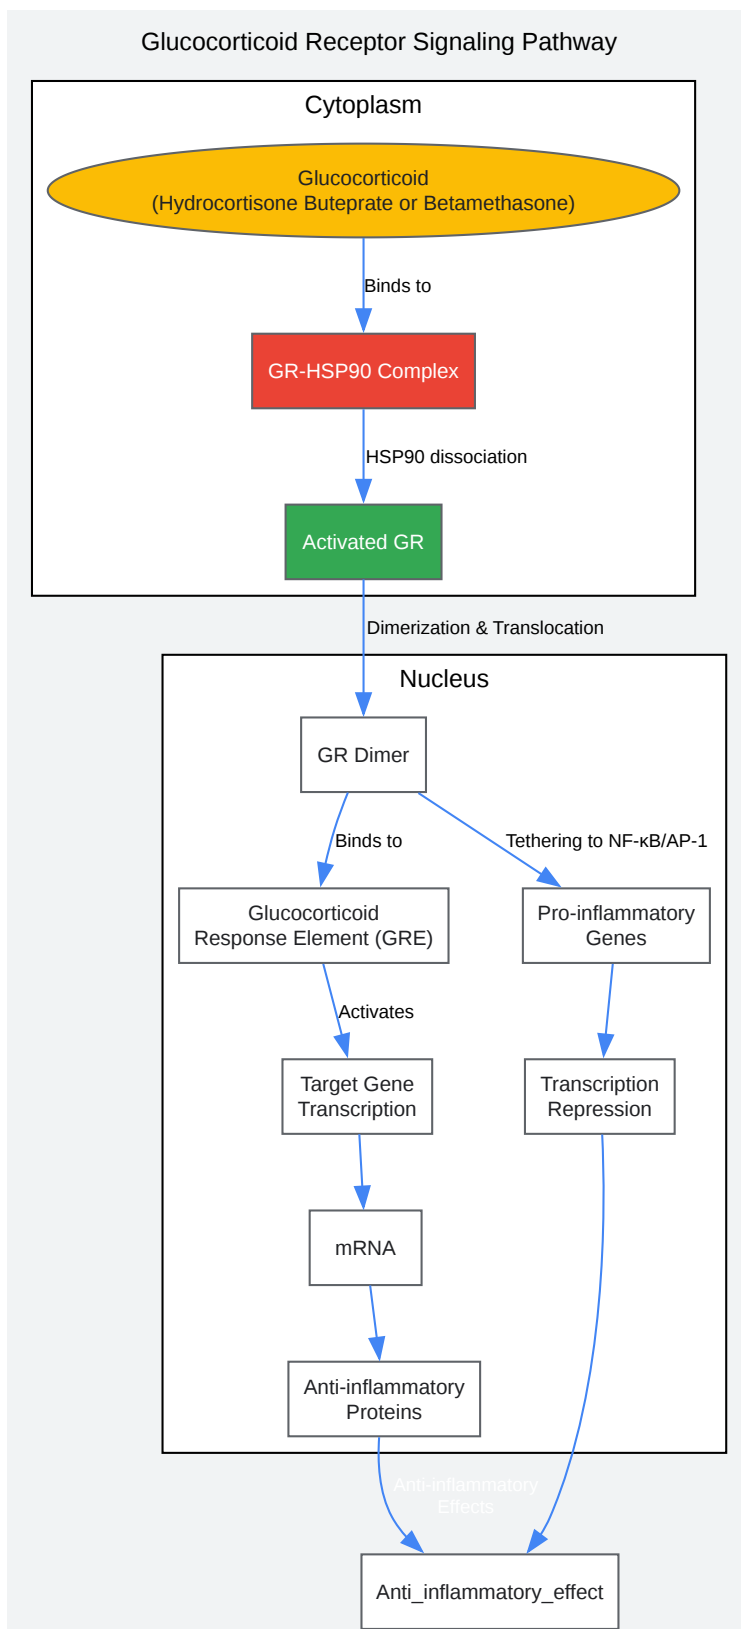 Glucocorticoid Receptor Signaling Pathway
Cytoplasm
Glucocorticoid
(Hydrocortisone Buteprate or Betamethasone)
Binds to
GR-HSP90 Complex
HSP90 dissociation
Activated GR
Dimerization & Translocation
Nucleus
GR Dimer
Binds to
Tethering to NF-κB/AP-1
Glucocorticoid
Response Element (GRE)
Pro-inflammatory
Genes
Activates
Target Gene
Transcription
Transcription
Repression
mRNA
Anti-inflammatory
Proteins
Anti-inflammatory
Effects
Anti_inflammatory_effect